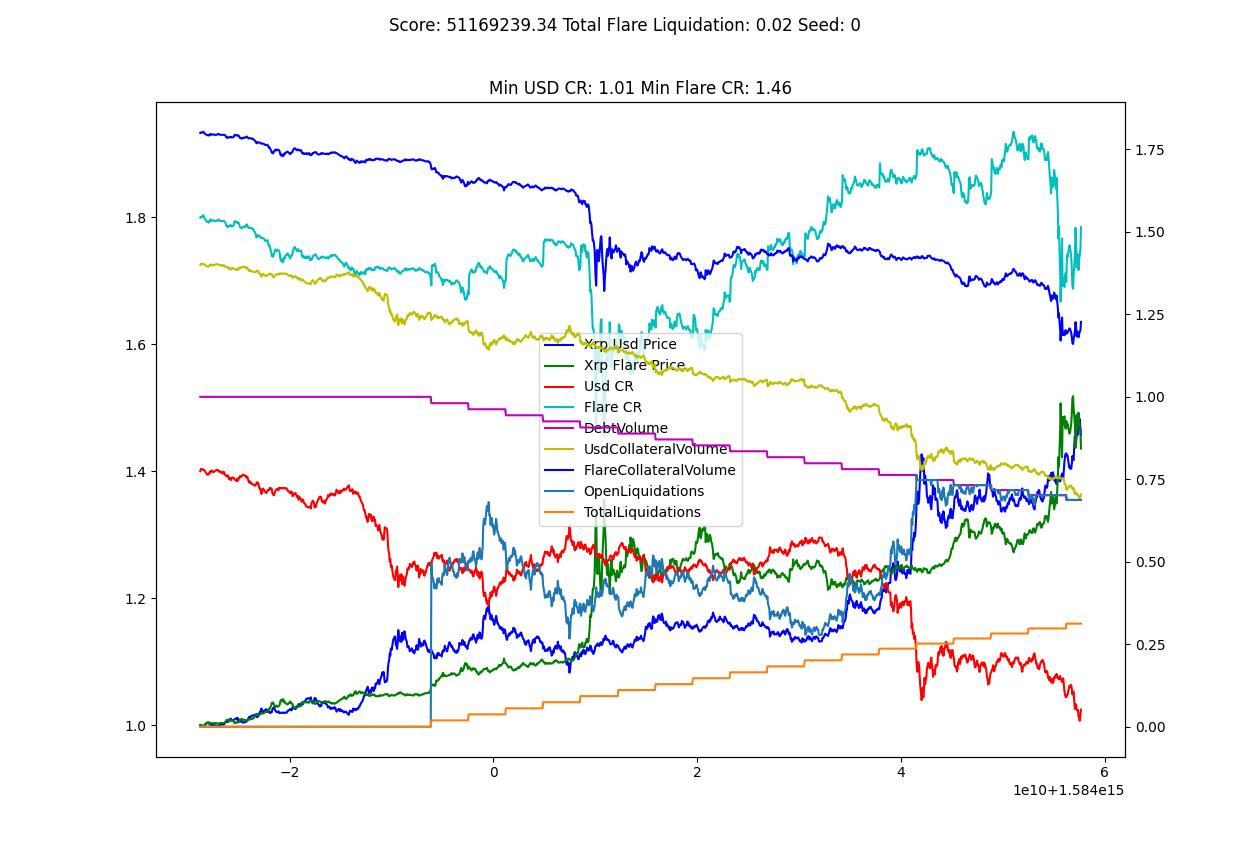 Score: 51169239.34 Total Flare Liquidation: 0.02 Seed: 0
Min USD CR: 1.01 Min Flare CR: 1.46
1.8
1.6
1.4
1.2
1.0
1.75
1.50
1.25
1.00
0.75
0.50
0.25
0.00
Xrp Usd Price
Xrp Flare Price
Usd CR
Flare CR
DebtVolume
UsdCollateralVolume
FlareCollateralVolume
OpenLiquidations
TotalLiquidations
−2 0 2 4 6
1e10+1.584e15